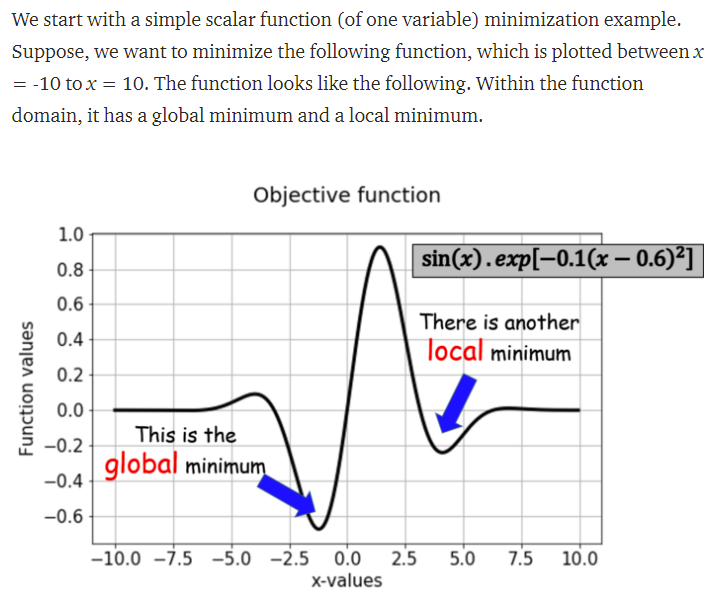 We start with a simple scalar function (of one variable) minimization example.
Suppose, we want to minimize the following function, which is plotted between x
= -10 to x = 10. The function looks like the following. Within the function
domain, it has a global minimum and a local minimum.
Objective function
sin(x).exp[−0.1(x − 0.6)²]
There is another
local minimum
This is the
global minimum
Function values
1.0
0.8
0.6
0.4
0.2
0.0
−0.2
−0.4
−0.6
−10.0 −7.5 −5.0 −2.5 0.0 2.5 5.0 7.5 10.0
x-values